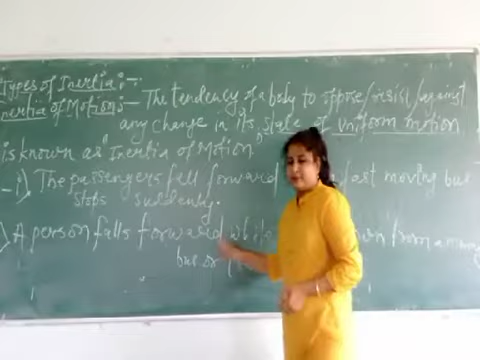 Types of Inertia :-
Inertia of Motion :- The tendency of a body to oppose/resist/against
any change in its state of uniform motion
is known as "Inertia of Motion"
i) The passengers fall forward fast moving bus
stops suddenly.
) A person falls forward while from a
bus or